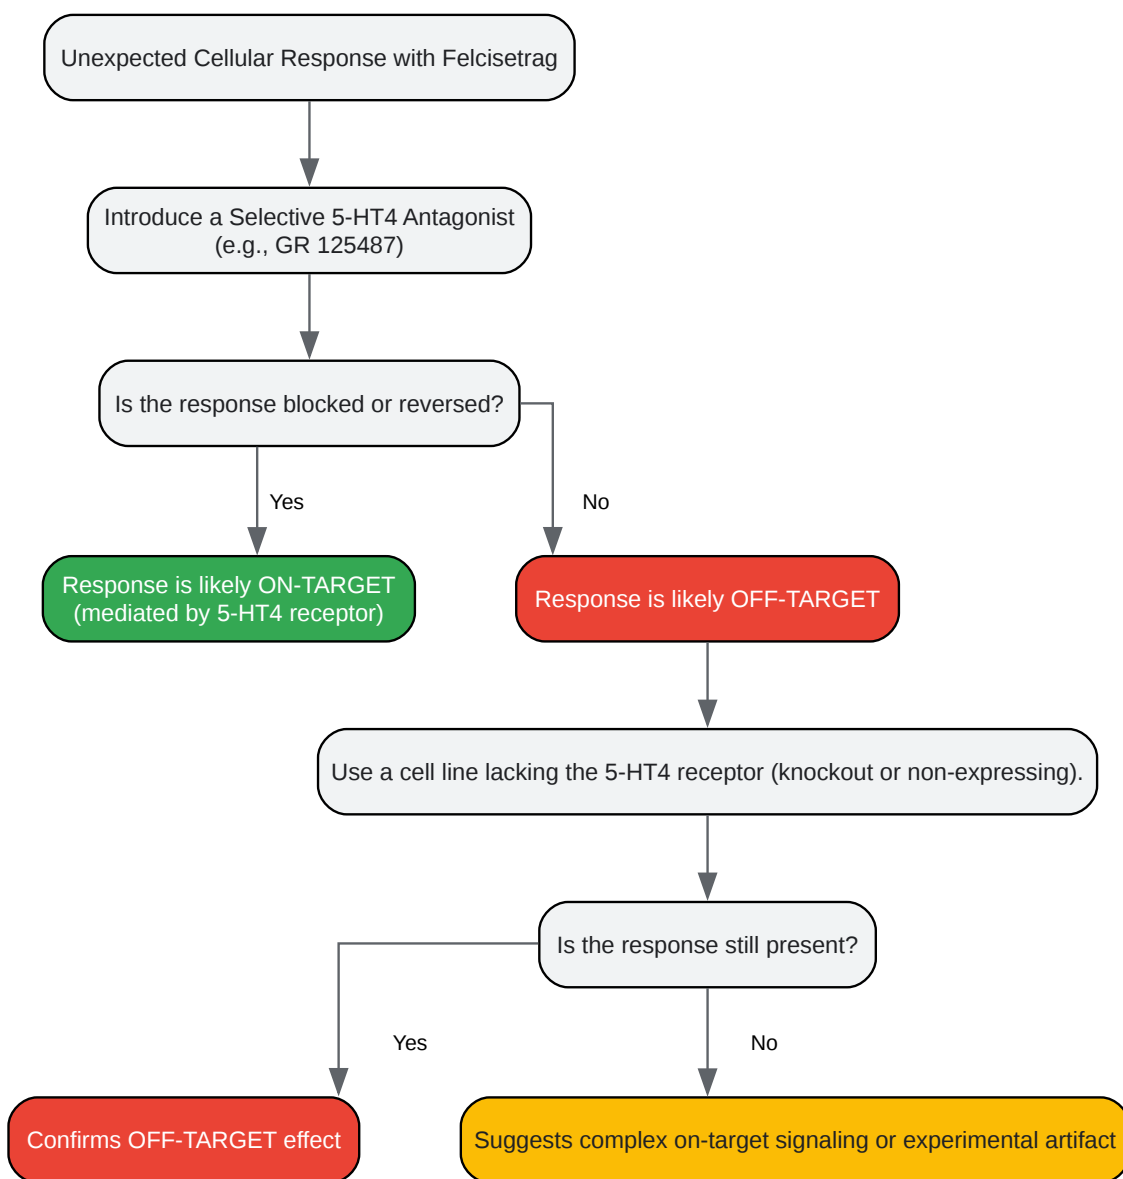 Unexpected Cellular Response with Felcisetrag
Introduce a Selective 5-HT4 Antagonist
(e.g., GR 125487)
Is the response blocked or reversed?
Yes
No
Response is likely ON-TARGET
(mediated by 5-HT4 receptor)
Response is likely OFF-TARGET
Use a cell line lacking the 5-HT4 receptor (knockout or non-expressing).
Is the response still present?
Yes
No
Confirms OFF-TARGET effect
Suggests complex on-target signaling or experimental artifact